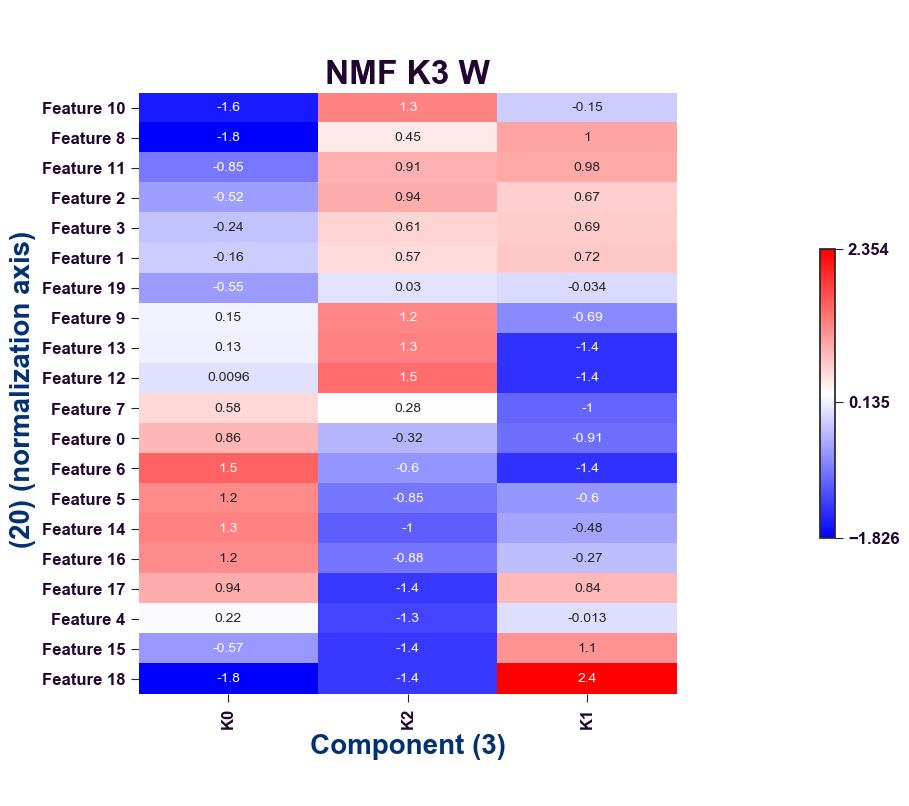 NMF K3 W
Feature 10 -1.6 1.3 -0.15
Feature 8 -1.8 0.45 1
Feature 11 -0.85 0.91 0.98
Feature 2 -0.52 0.94 0.67
Feature 3 -0.24 0.61 0.69
Feature 1 -0.16 0.57 0.72
Feature 19 -0.55 0.03 -0.034
Feature 9 0.15 1.2 -0.69
Feature 13 0.13 1.3 -1.4
Feature 12 0.0096 1.5 -1.4
Feature 7 0.58 0.28 -1
Feature 0 0.86 -0.32 -0.91
Feature 6 1.5 -0.6 -1.4
Feature 5 1.2 -0.85 -0.6
Feature 14 1.3 -1 -0.48
Feature 16 1.2 -0.88 -0.27
Feature 17 0.94 -1.4 0.84
Feature 4 0.22 -1.3 -0.013
Feature 15 -0.57 -1.4 1.1
Feature 18 -1.8 -1.4 2.4
K0 K2 K1
Component (3)
(20) (normalization axis)
2.354
0.135
−1.826